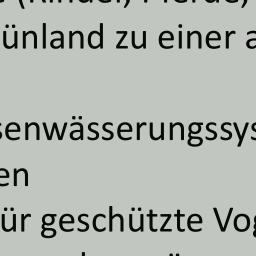 (Rinder, Pferde,
ünland zu einer a
senwässerungssys
en
ür geschützte Vog